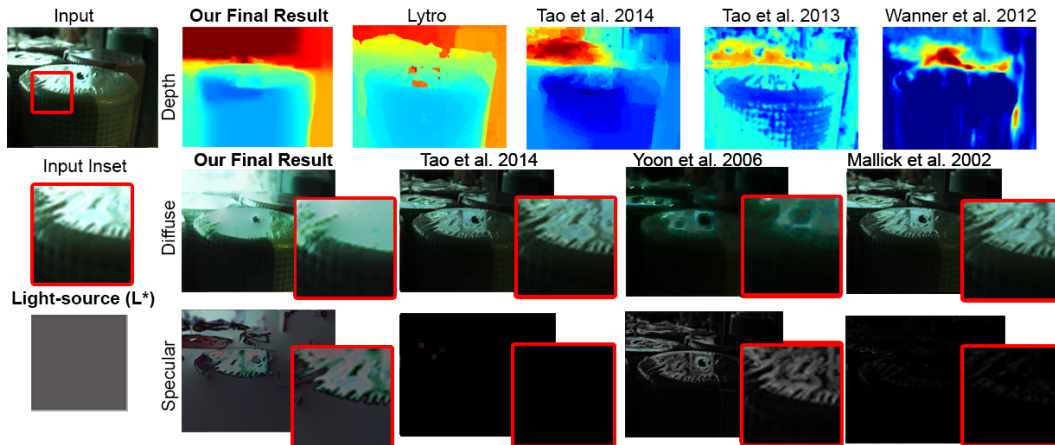 Input
Our Final Result
Lytro
Tao et al. 2014
Tao et al. 2013
Wanner et al. 2012
Depth
Input Inset
Our Final Result
Tao et al. 2014
Yoon et al. 2006
Mallick et al. 2002
Diffuse
Light-source (L*)
Specular